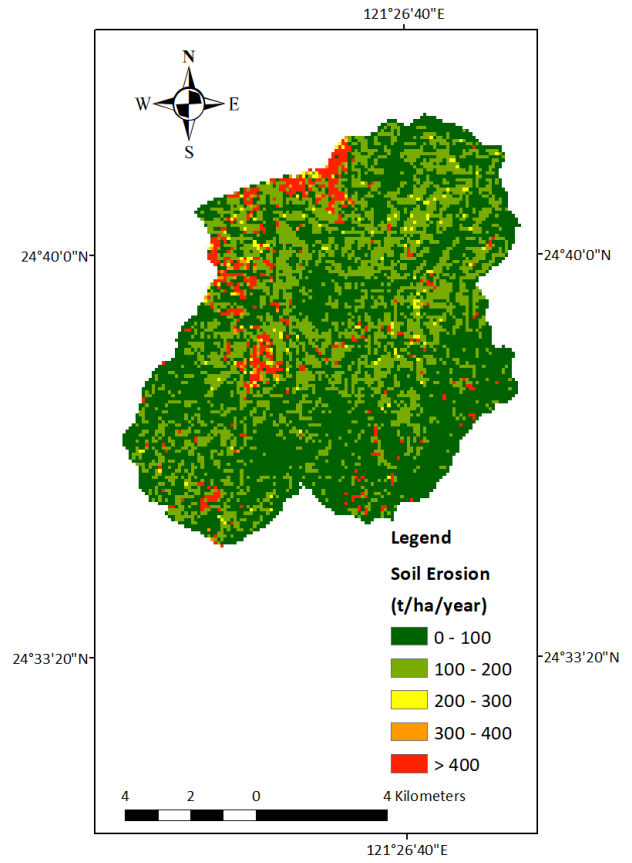 121°26'40"E
N
W E
S
24°40'0"N 24°40'0"N
Legend
Soil Erosion
(t/ha/year)
0 - 100
24°33'20"N 24°33'20"N
100 - 200
200 - 300
300 - 400
> 400
4 2 0 4 Kilometers
121°26'40"E